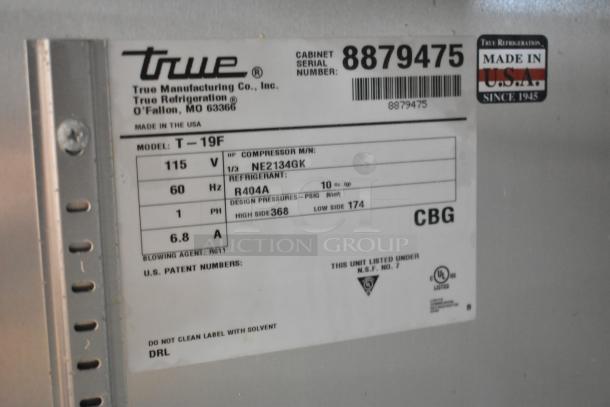 true®
True Manufacturing Co., Inc.
True Refrigeration®
O'Fallon, MO 63366
MADE IN THE USA
CABINET SERIAL NUMBER: 8879475
8879475
TRUE REFRIGERATION
MADE IN
U.S.A.
SINCE 1945
MODEL: T-19F
115 V
60 Hz
1 PH
6.8 A
HP COMPRESSOR M/N:
1/3 NE2134GK
REFRIGERANT:
R404A 10
DESIGN PRESSURES-PSIG
HIGH SIDE 368 LOW SIDE 174
CBG
BLOWING AGENT: R611
AUCTION GROUP
U.S. PATENT NUMBERS:
THIS UNIT LISTED UNDER
N.S.F. NO. 7
UL
LISTED
DO NOT CLEAN LABEL WITH SOLVENT
DRL